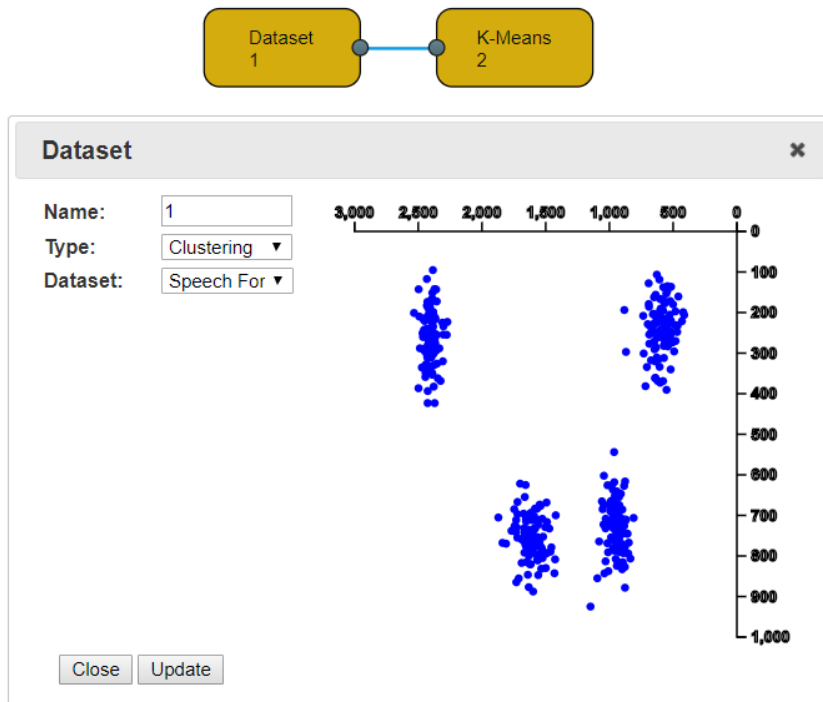 Dataset
1
K-Means
2
Dataset
Name: 1
Type: Clustering
Dataset: Speech For
3,000 2,500 2,000 1,500 1,000 500 0
0
100
200
300
400
500
600
700
800
900
1,000
Close Update